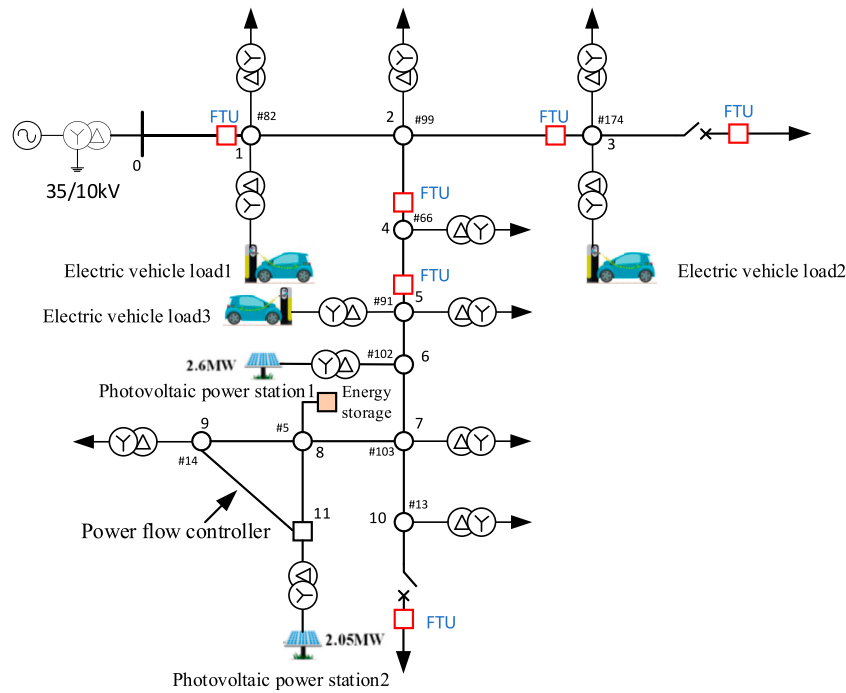 FTU
#82
2
#99
FTU
#174
FTU
0
1
3
35/10kV
FTU
4
#66
Electric vehicle load1
Electric vehicle load2
FTU
Electric vehicle load3
#91
5
2.6MW
#102
6
Photovoltaic power station1
Energy
storage
9
#5
7
#14
8
#103
11
10
#13
Power flow controller
FTU
2.05MW
Photovoltaic power station2